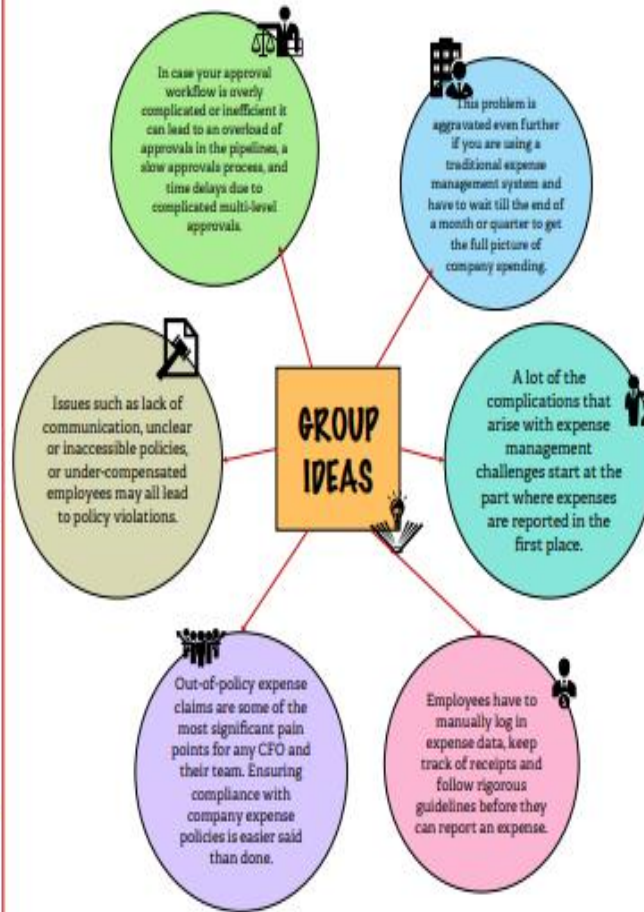 In case your approval
workflow is overly
complicated or inefficient it
can lead to an overload of
approvals in the pipelines, a
slow approvals process, and
time delays due to
complicated multi-level
approvals.
This problem is
aggravated even further
if you are using a
traditional expense
management system and
have to wait till the end of
a month or quarter to get
the full picture of
company spending.
Issues such as lack of
communication, unclear
or inaccessible policies,
or under-compensated
employees may all lead
to policy violations.
GROUP
IDEAS
A lot of the
complications that
arise with expense
management
challenges start at the
part where expenses
are reported in the
first place.
Out-of-policy expense
claims are some of the
most significant pain
points for any CFO and
their team. Ensuring
compliance with
company expense
policies is easier said
than done.
Employees have to
manually log in
expense data, keep
track of receipts and
follow rigorous
guidelines before they
can report an expense.